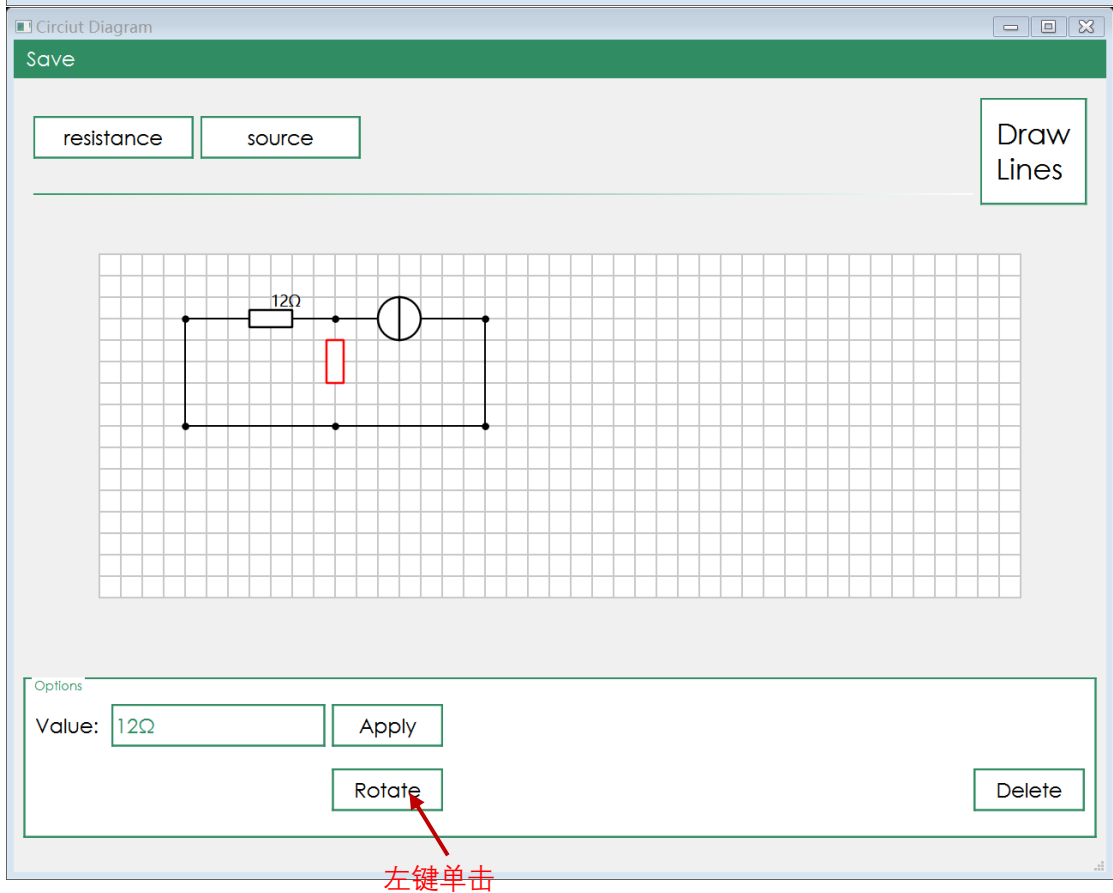 Circiut Diagram
Save
resistance
source
Draw
Lines
12Ω
Options
Value:
12Ω
Apply
Rotate
Delete
左键单击